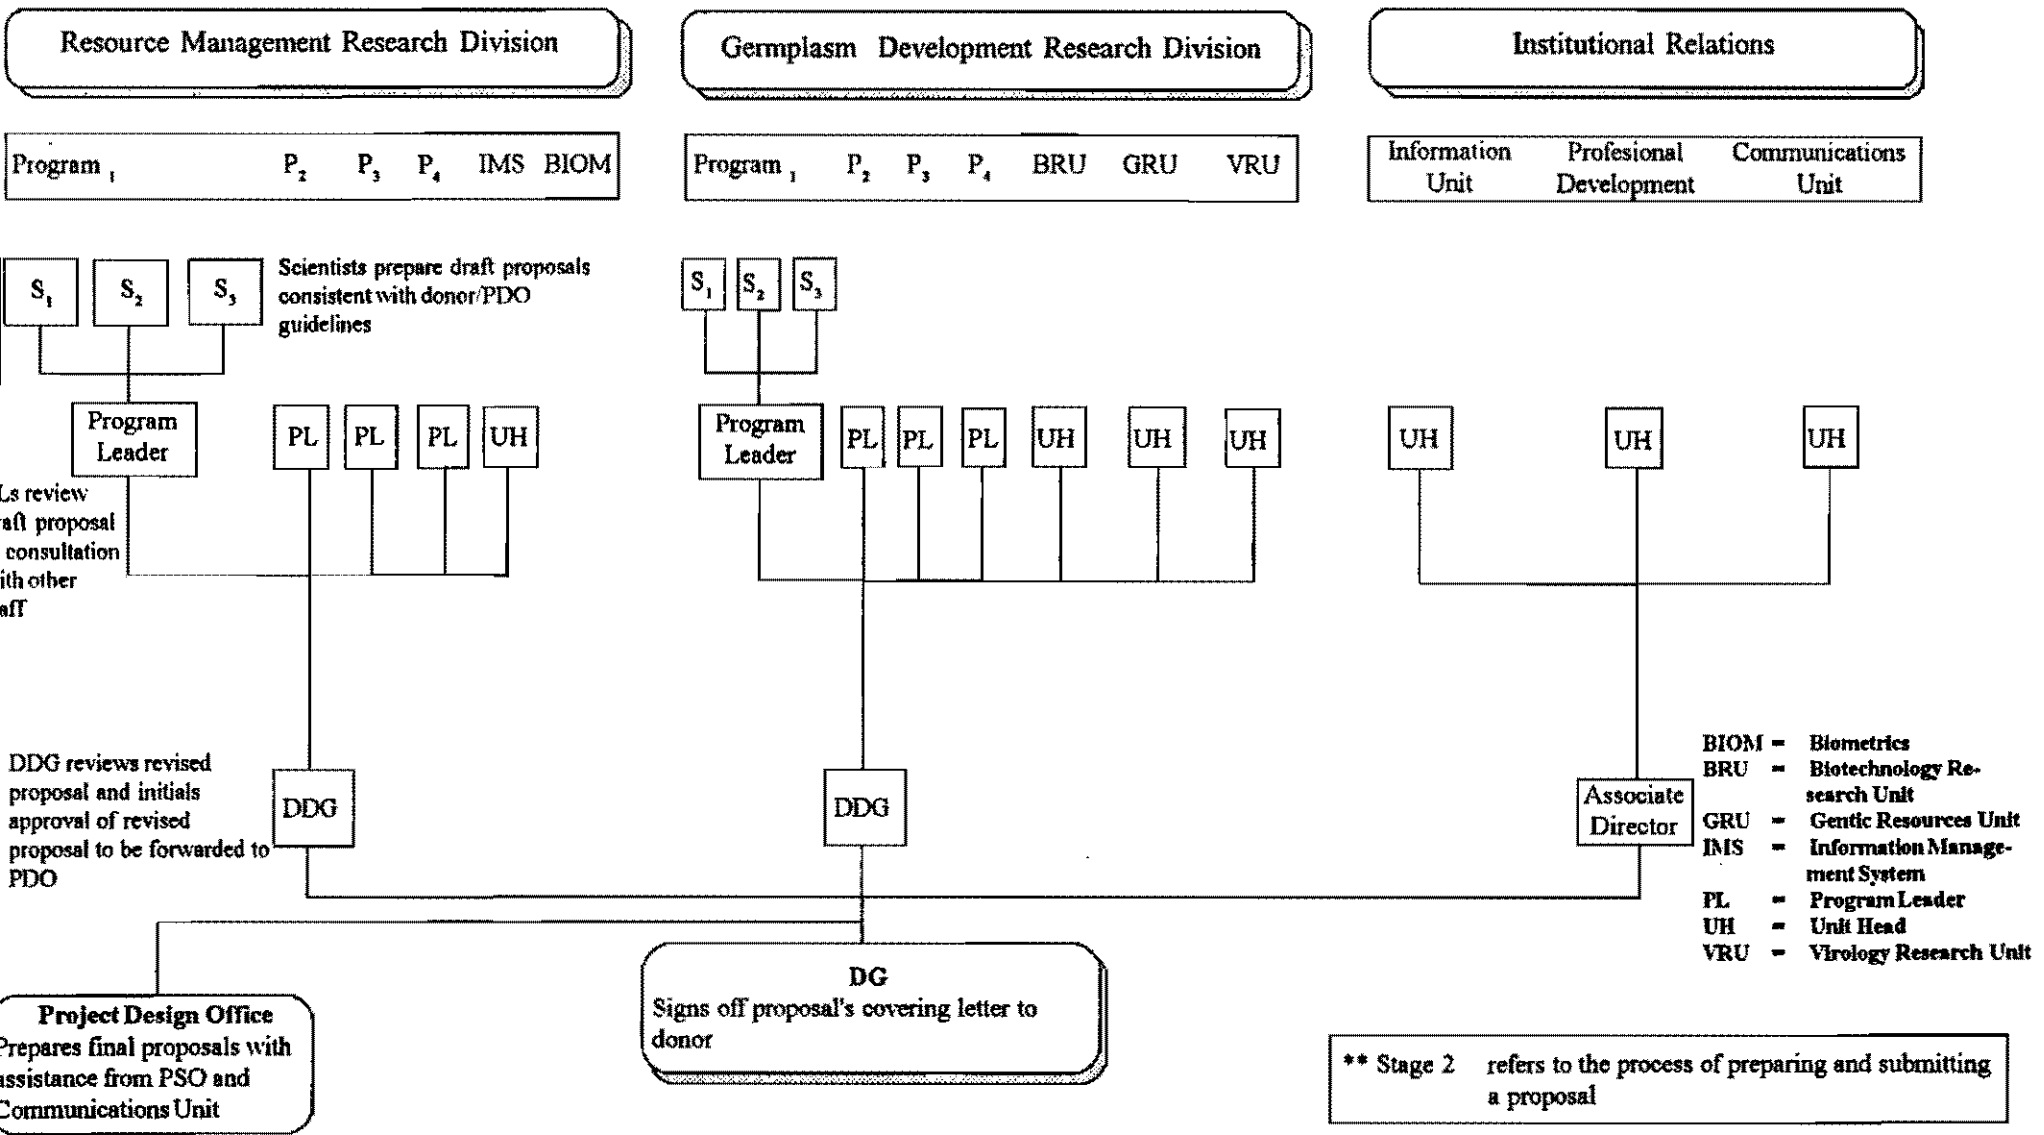 Resource Management Research Division
Germplasm Development Research Division
Institutional Relations
Program 1 P2 P3 P4 IMS BIOM
Program 1 P2 P3 P4 BRU GRU VRU
Information Unit
Profesional Development
Communications Unit
S1 S2 S3
Scientists prepare draft proposals
consistent with donor/PDO
guidelines
S1 S2 S3
Program
Leader
PL PL PL UH
Program
Leader
PL PL PL UH UH UH
UH UH UH
Ls review
raft proposal
consultation
ith other
aff
DDG reviews revised
proposal and initials
approval of revised
proposal to be forwarded to
PDO
DDG
DDG
Associate
Director
BIOM = Biometrics
BRU = Biotechnology Re-
search Unit
GRU = Gentic Resources Unit
IMS = Information Manage-
ment System
PL = Program Leader
UH = Unit Head
VRU = Virology Research Unit
Project Design Office
Prepares final proposals with
assistance from PSO and
Communications Unit
DG
Signs off proposal's covering letter to
donor
** Stage 2 refers to the process of preparing and submitting
a proposal